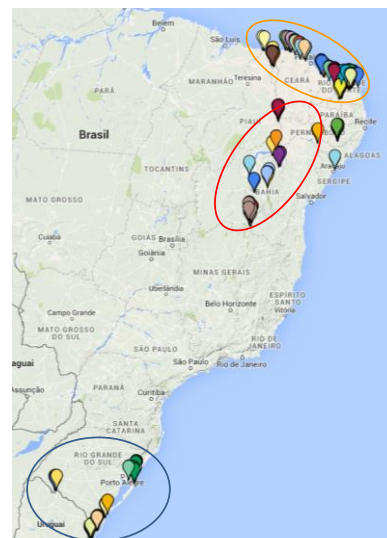 Belem
São Luís
Fo
Teresina
MARANHÃO
CEARÁ
RIO
DO NORTE
PARÁ
PARAÍBA
PIAUÍ
PERNAMBUCO
Recife
Brasil
ALAGOAS
TOCANTINS
Aracaju
SERGIPE
BAHIA
MATO GROSSO
Salvador
Cuiabá
GOIÁS
Brasília
Goiânia
MINAS GERAIS
Uberlândia
ESPÍRITO
SANTO
Campo Grande
Belo Horizonte
Vitória
MATO GROSSO
DO SUL
RIO DE
JANEIRO
SÃO PAULO
aguai
São Paulo
Rio de Janeiro
Assunção
PARANÁ
Curitiba
SANTA
CATARINA
RIO GRANDE
DO SUL
Porto Alegre
Uruguai